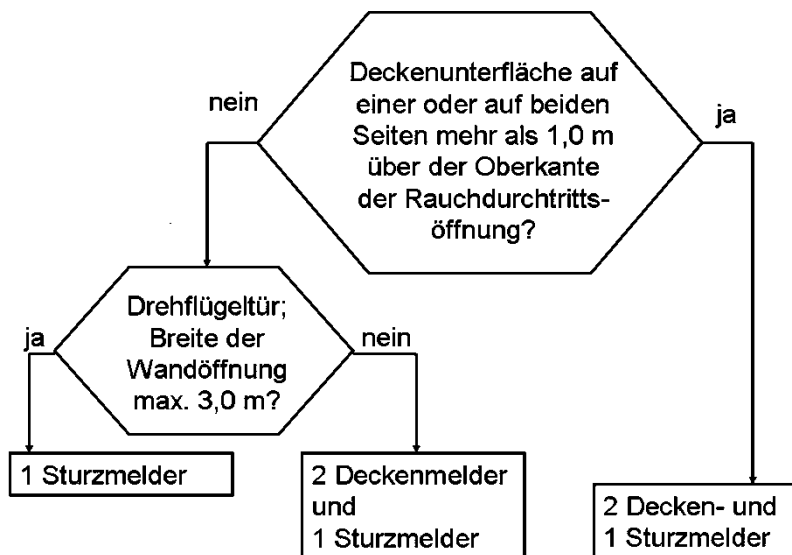 Deckenunterfläche auf
einer oder auf beiden
Seiten mehr als 1,0 m
über der Oberkante
der Rauchdurchtritts-
öffnung?
nein
ja
Drehflügeltür;
Breite der
Wandöffnung
max. 3,0 m?
ja
nein
1 Sturzmelder
2 Deckenmelder
und
1 Sturzmelder
2 Decken- und
1 Sturzmelder